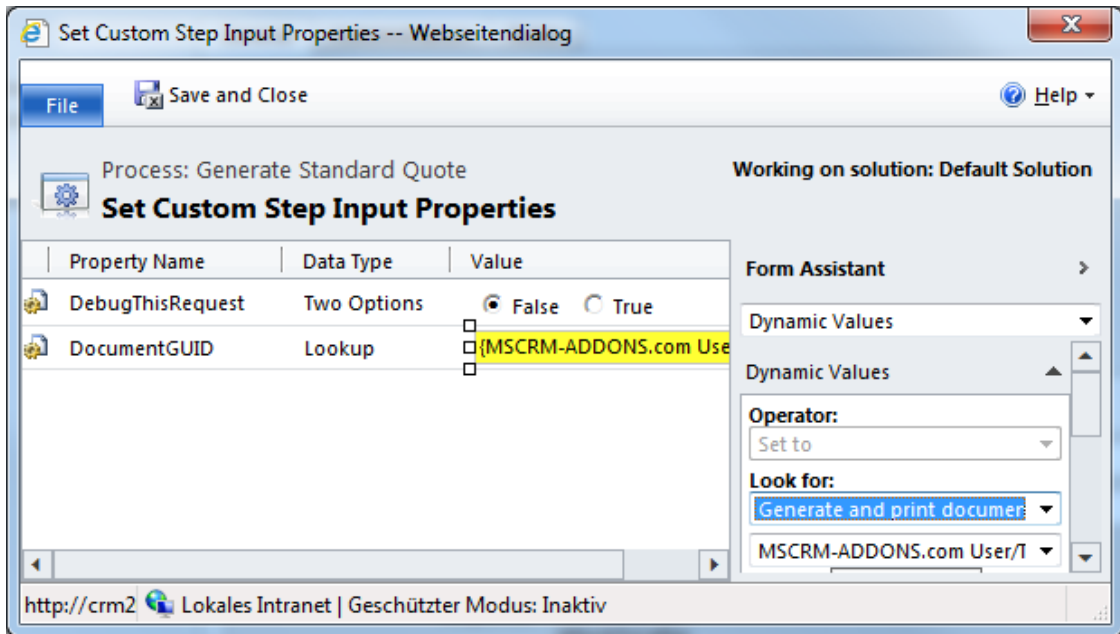 Set Custom Step Input Properties -- Webseitendialog
File
Save and Close
Help
Process: Generate Standard Quote
Set Custom Step Input Properties
Working on solution: Default Solution
Property Name Data Type Value
DebugThisRequest Two Options False True
DocumentGUID Lookup {MSCRM-ADDONS.com Use
Form Assistant
Dynamic Values
Dynamic Values
Operator:
Set to
Look for:
Generate and print documen
MSCRM-ADDONS.com User/T
http://crm2 Lokales Intranet | Geschützter Modus: Inaktiv